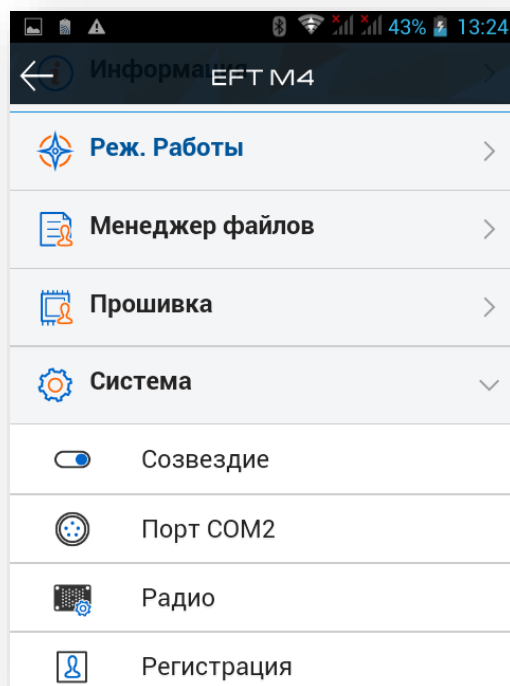 43% 13:24
Информация
EFT M4
Реж. Работы
Менеджер файлов
Прошивка
Система
Созвездие
Порт COM2
Радио
Регистрация